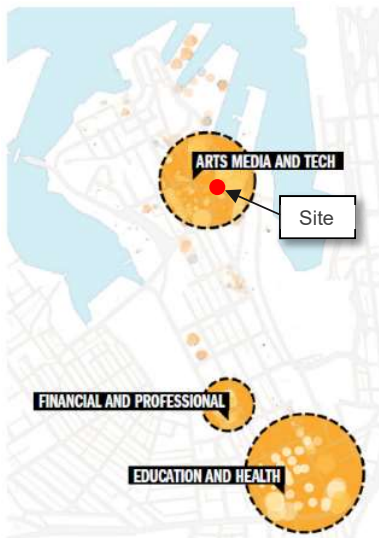 ARTS MEDIA AND TECH
Site
FINANCIAL AND PROFESSIONAL
EDUCATION AND HEALTH